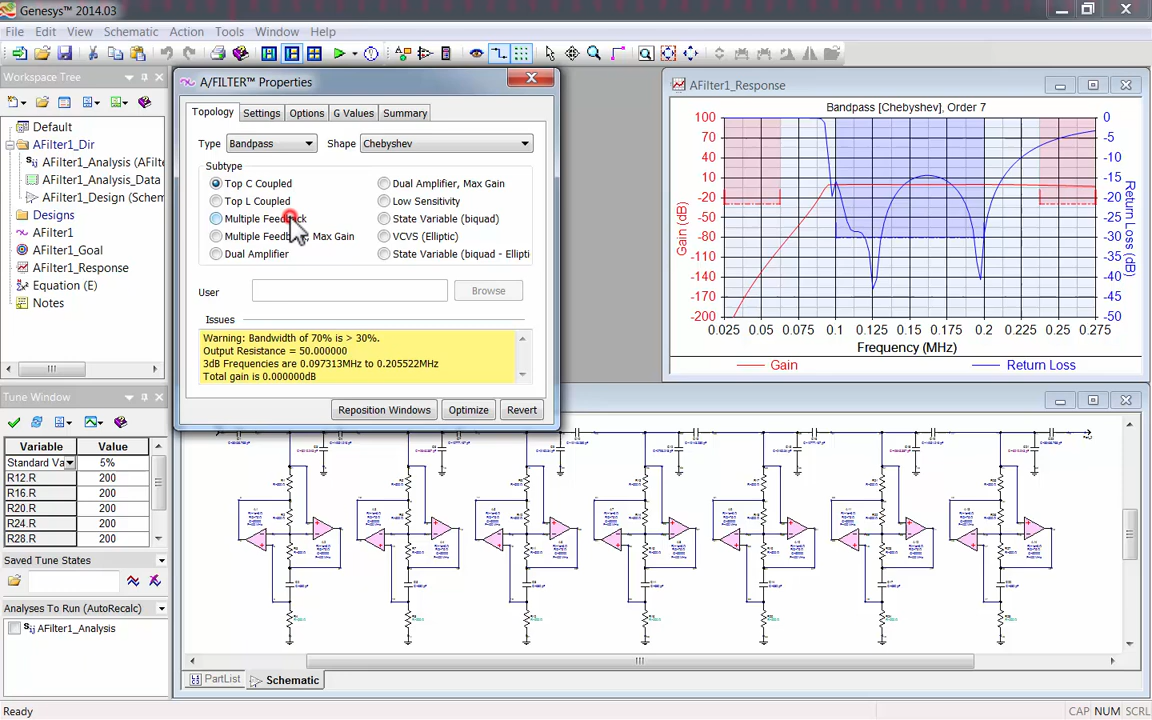 Genesys™ 2014.03
File Edit View Schematic Action Tools Window Help
Workspace Tree
Default
AFilter1_Dir
AFilter1_Analysis (AFilte
AFilter1_Analysis_Data
AFilter1_Design (Schem
Designs
AFilter1
AFilter1_Goal
AFilter1_Response
Equation (E)
Notes
Tune Window
Variable Value
Standard Va 5%
R12.R 200
R16.R 200
R20.R 200
R24.R 200
R28.R 200
Saved Tune States
Analyses To Run (AutoRecalc)
AFilter1_Analysis
A/FILTER™ Properties
Topology Settings Options G Values Summary
Type Bandpass Shape Chebyshev
Subtype
Top C Coupled Dual Amplifier, Max Gain
Top L Coupled Low Sensitivity
Multiple Feedback State Variable (biquad)
Multiple Feedback, Max Gain VCVS (Elliptic)
Dual Amplifier State Variable (biquad - Ellipti
User Browse
Issues
Warning: Bandwidth of 70% is > 30%.
Output Resistance = 50.000000
3dB Frequencies are 0.097313MHz to 0.205522MHz
Total gain is 0.000000dB
Reposition Windows Optimize Revert
AFilter1_Response
Bandpass [Chebyshev], Order 7
100 0
70 -5
40 -10
10 -15
-20 -20
-50 -25
-80 -30
-110 -35
-140 -40
-170 -45
-200 -50
Gain (dB)
Return Loss (dB)
0.025 0.05 0.075 0.1 0.125 0.15 0.175 0.2 0.225 0.25 0.275
Frequency (MHz)
Gain Return Loss
PartList Schematic
Ready CAP NUM SCRL